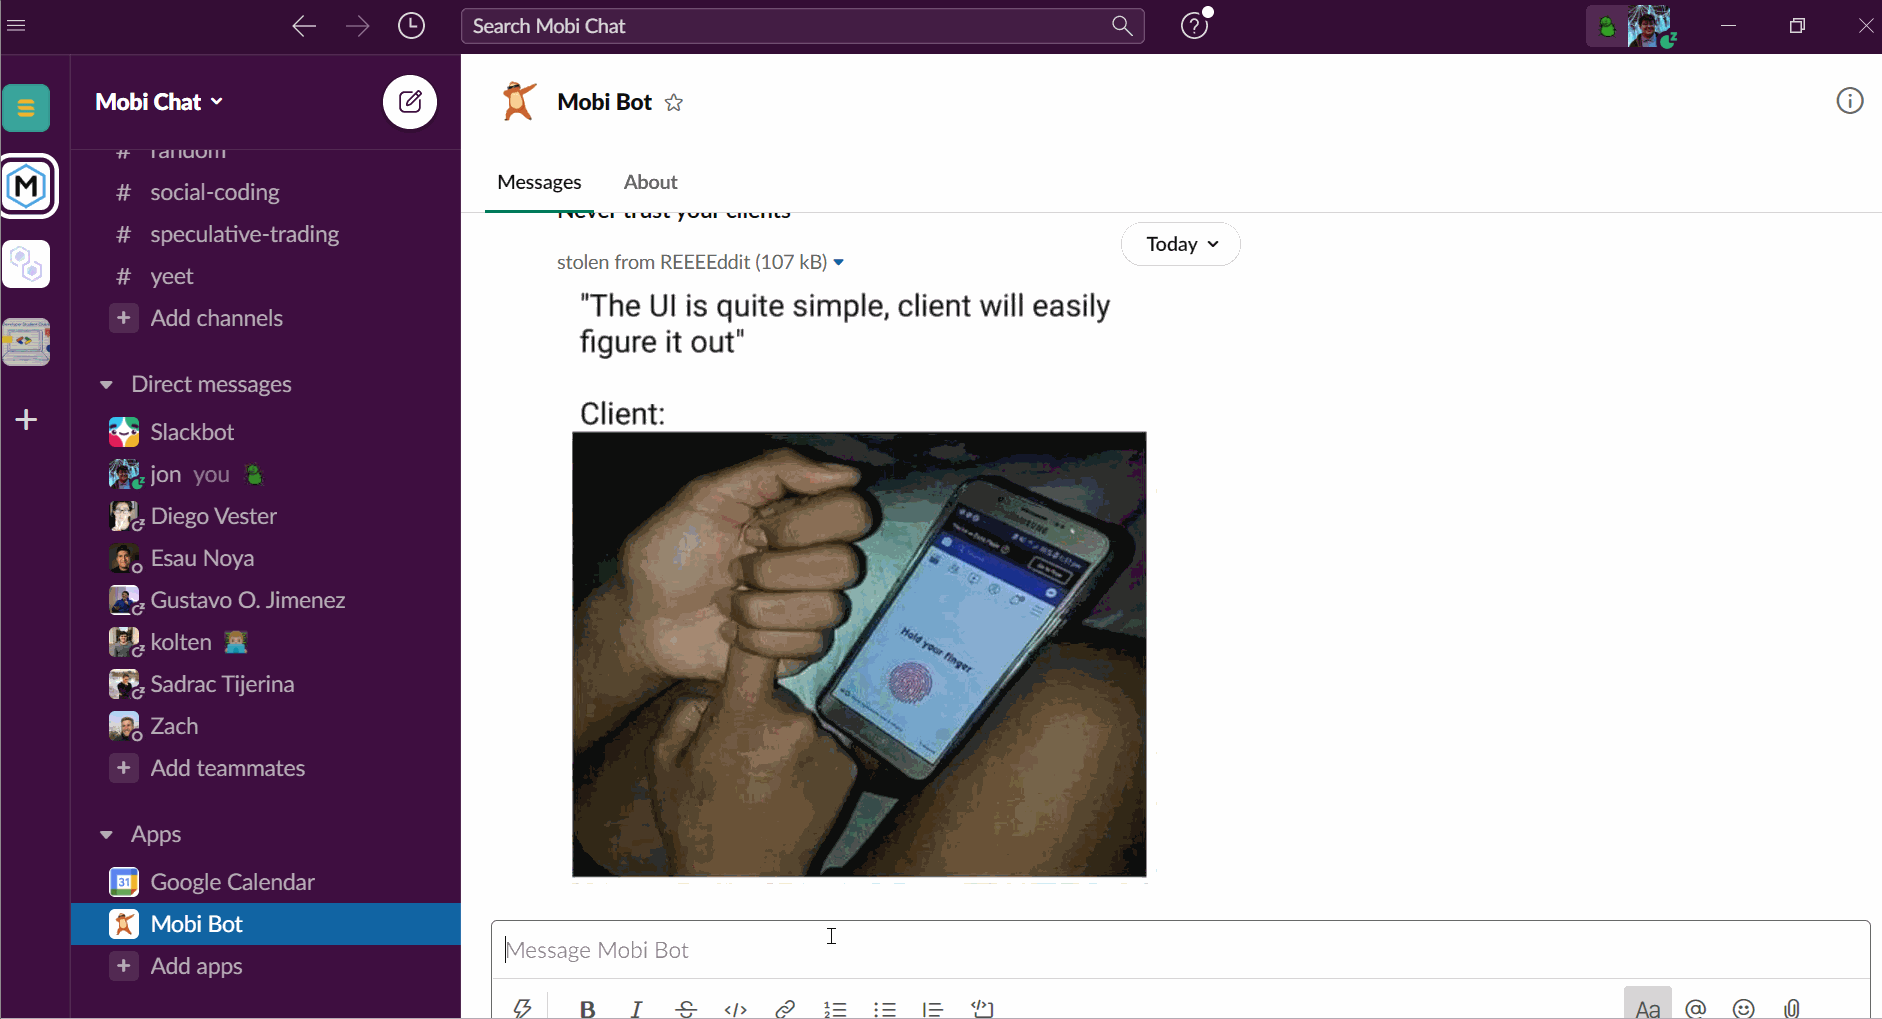 Search Mobi Chat
Mobi Chat
# random
# social-coding
# speculative-trading
# yeet
+ Add channels
Direct messages
Slackbot
jon you
Diego Vester
Esau Noya
Gustavo O. Jimenez
kolten
Sadrac Tijerina
Zach
+ Add teammates
Apps
31 Google Calendar
Mobi Bot
+ Add apps
M
Mobi Bot
Messages About
Never trust your clients
Today
stolen from REEEEddit (107 kB)
"The UI is quite simple, client will easily
figure it out"
Client:
SAMSUNG
Hold your finger
Message Mobi Bot
B I S </> Aa @